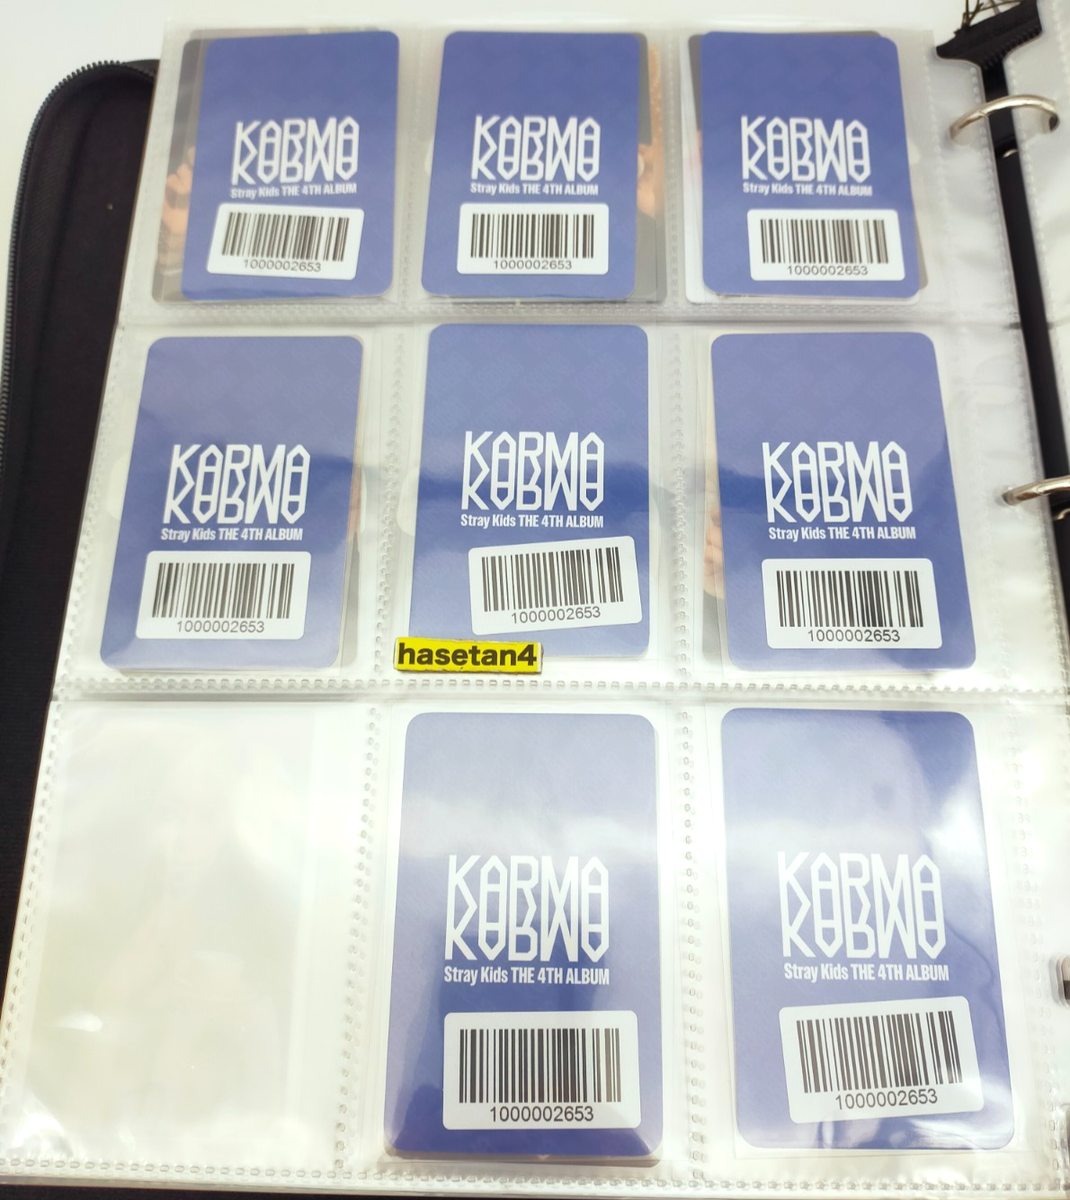 KARMA
Stray Kids THE 4TH ALBUM
1000002653
KARMA
Stray Kids THE 4TH ALBUM
1000002653
KARMA
Stray Kids THE 4TH ALBUM
1000002653
KARMA
Stray Kids THE 4TH ALBUM
1000002653
KARMA
Stray Kids THE 4TH ALBUM
1000002653
hasetan4
KARMA
Stray Kids THE 4TH ALBUM
1000002653
KARMA
Stray Kids THE 4TH ALBUM
1000002653
KARMA
Stray Kids THE 4TH ALBUM
1000002653